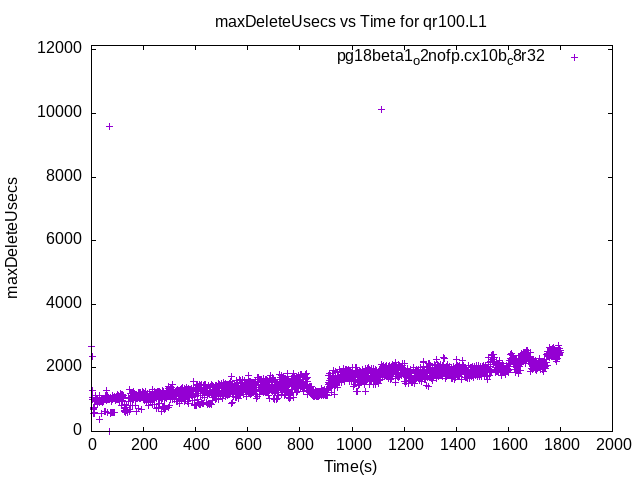 maxDeleteUsecs vs Time for qr100.L1
pg18beta1_o2nofp.cx10b_c8r32
12000
10000
8000
6000
4000
2000
0
maxDeleteUsecs
0 200 400 600 800 1000 1200 1400 1600 1800 2000
Time(s)